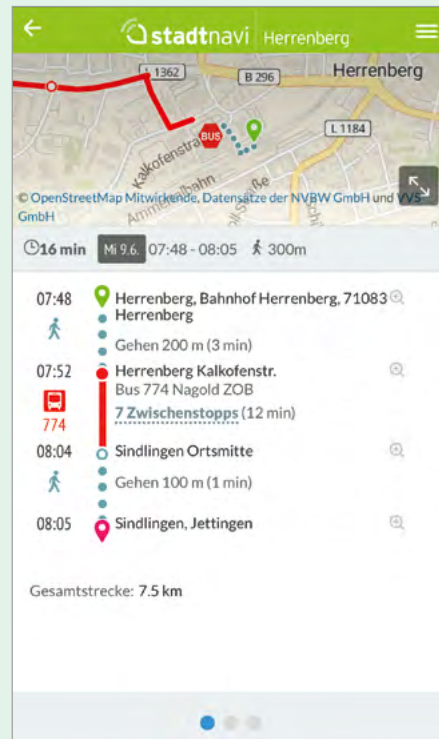 stadtnavi Herrenberg
L 1362
B 296
Herrenberg
L 1184
BUS
Kalkofenstraße
Ammertalbahn
© OpenStreetMap Mitwirkende, Datensätze der NVBW GmbH und VVS
GmbH
16 min Mi 9.6. 07:48 - 08:05 300m
07:48 Herrenberg, Bahnhof Herrenberg, 71083
Herrenberg
Gehen 200 m (3 min)
07:52 Herrenberg Kalkofenstr.
Bus 774 Nagold ZOB
774 7 Zwischenstopps (12 min)
08:04 Sindlingen Ortsmitte
Gehen 100 m (1 min)
08:05 Sindlingen, Jettingen
Gesamtstrecke: 7.5 km